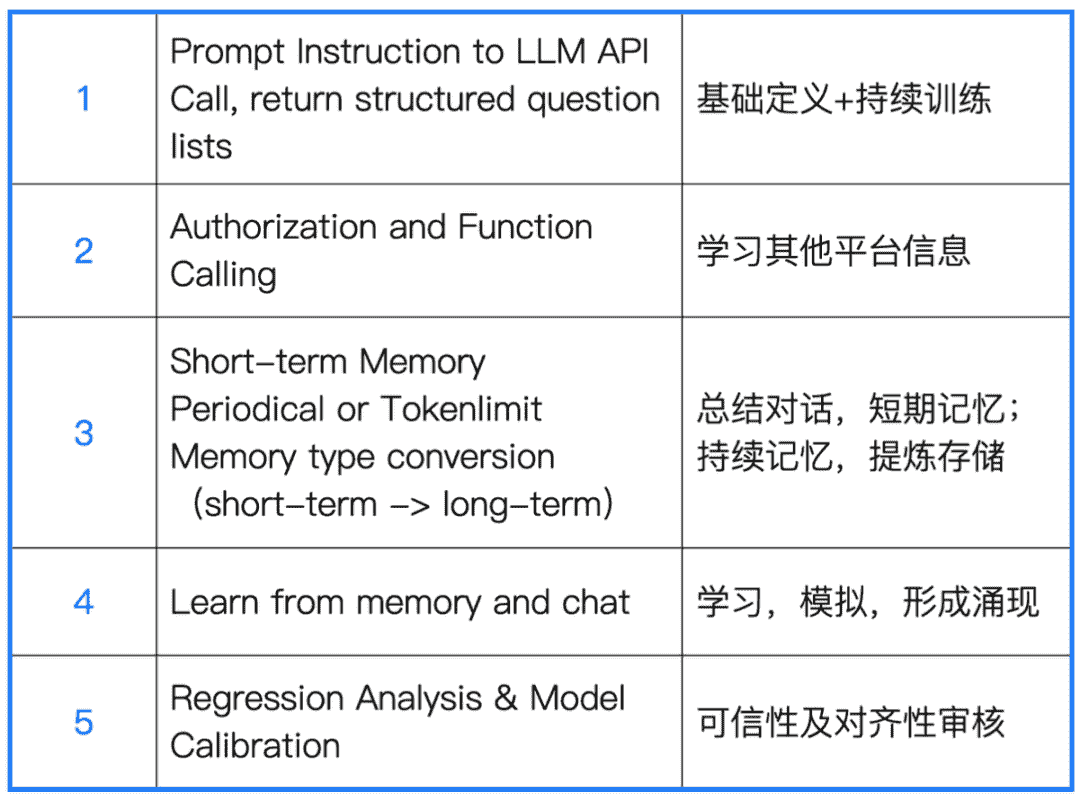 1
Prompt Instruction to LLM API
Call, return structured question
lists
基础定义+持续训练
2
Authorization and Function
Calling
学习其他平台信息
3
Short-term Memory
Periodical or Tokenlimit
Memory type conversion
（short-term -> long-term）
总结对话，短期记忆；
持续记忆，提炼存储
4
Learn from memory and chat
学习，模拟，形成涌现
5
Regression Analysis & Model
Calibration
可信性及对齐性审核